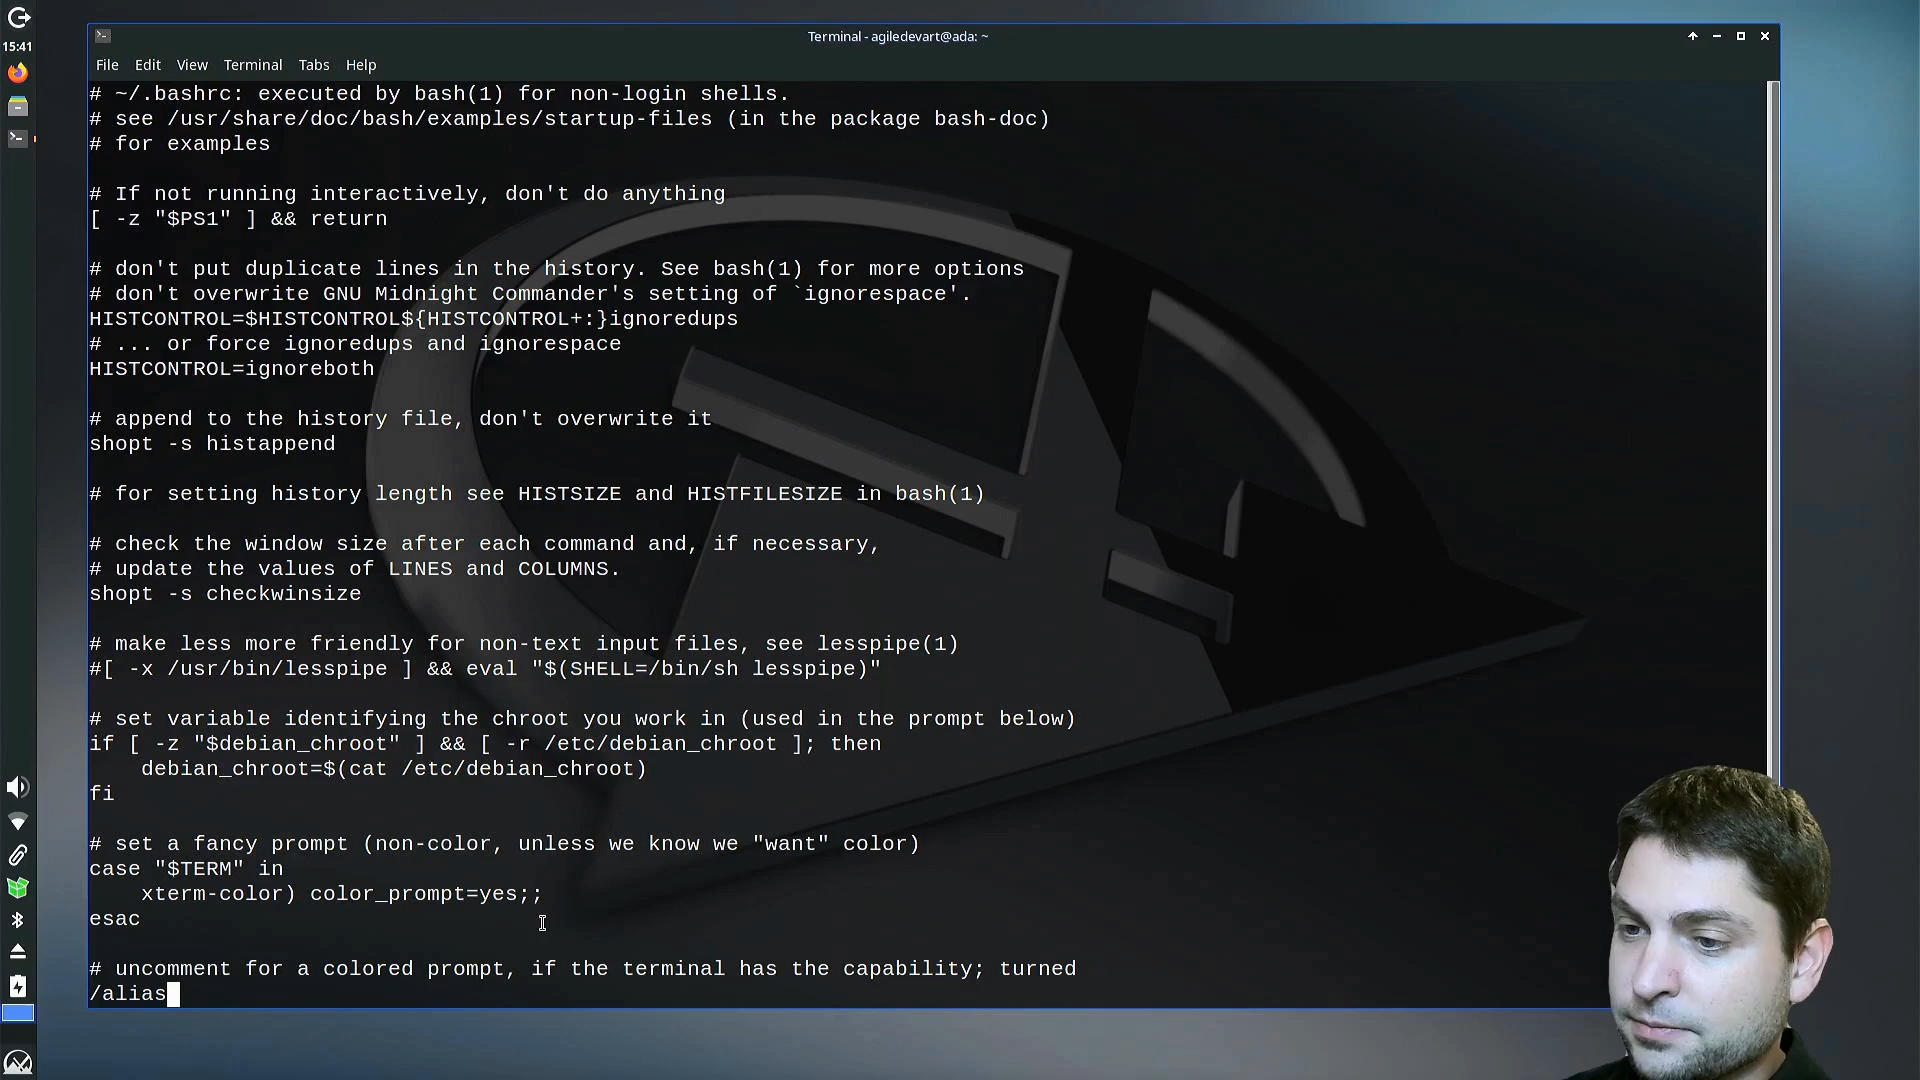 15:41
Terminal - agiledevart@ada: ~
File Edit View Terminal Tabs Help
# ~/.bashrc: executed by bash(1) for non-login shells.
# see /usr/share/doc/bash/examples/startup-files (in the package bash-doc)
# for examples
# If not running interactively, don't do anything
[ -z "$PS1" ] && return
# don't put duplicate lines in the history. See bash(1) for more options
# don't overwrite GNU Midnight Commander's setting of `ignorespace'.
HISTCONTROL=$HISTCONTROL${HISTCONTROL+:}ignoredups
# ... or force ignoredups and ignorespace
HISTCONTROL=ignoreboth
# append to the history file, don't overwrite it
shopt -s histappend
# for setting history length see HISTSIZE and HISTFILESIZE in bash(1)
# check the window size after each command and, if necessary,
# update the values of LINES and COLUMNS.
shopt -s checkwinsize
# make less more friendly for non-text input files, see lesspipe(1)
#[ -x /usr/bin/lesspipe ] && eval "$(SHELL=/bin/sh lesspipe)"
# set variable identifying the chroot you work in (used in the prompt below)
if [ -z "$debian_chroot" ] && [ -r /etc/debian_chroot ]; then
    debian_chroot=$(cat /etc/debian_chroot)
fi
# set a fancy prompt (non-color, unless we know we "want" color)
case "$TERM" in
    xterm-color) color_prompt=yes;;
esac
# uncomment for a colored prompt, if the terminal has the capability; turned
/alias